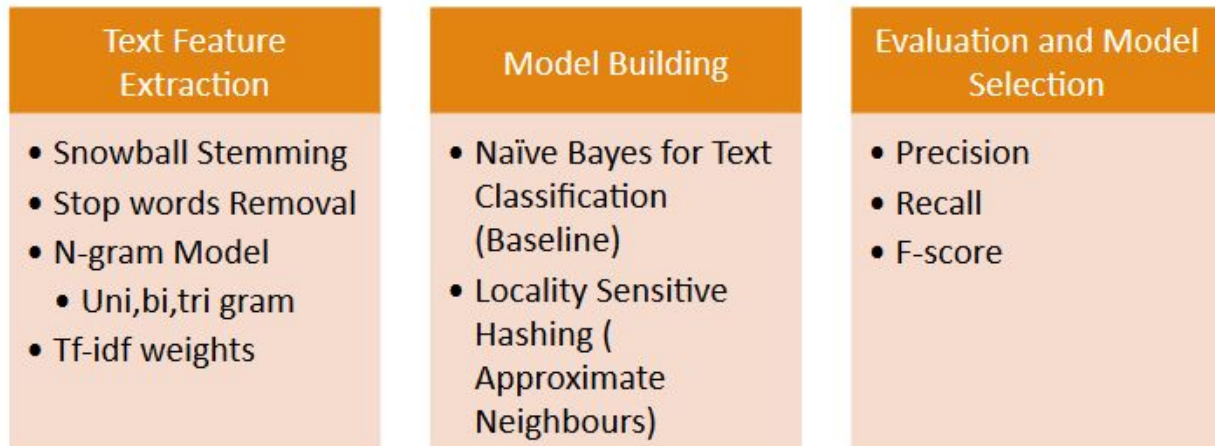 Text Feature
Extraction
• Snowball Stemming
• Stop words Removal
• N-gram Model
• Uni,bi,tri gram
• Tf-idf weights
Model Building
• Naïve Bayes for Text
Classification
(Baseline)
• Locality Sensitive
Hashing (
Approximate
Neighbours)
Evaluation and Model
Selection
• Precision
• Recall
• F-score